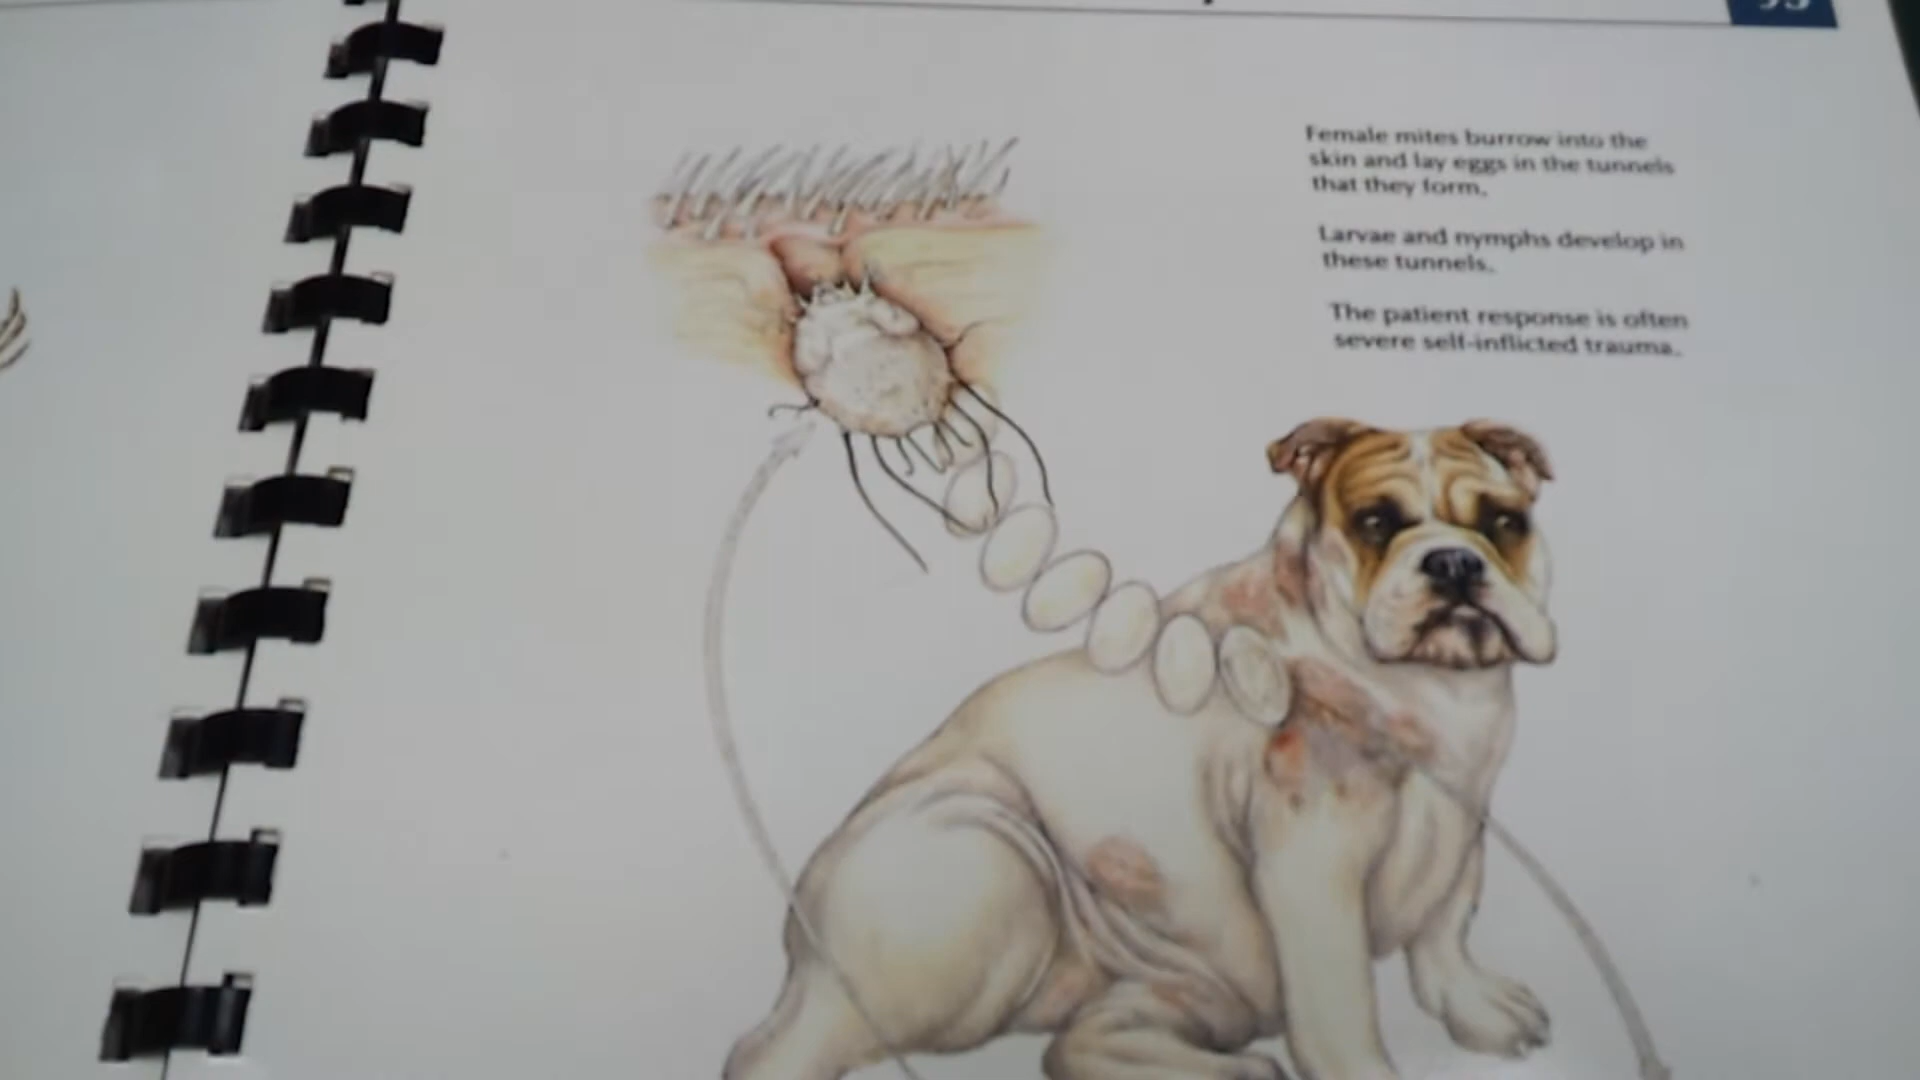 Female mites burrow into the
skin and lay eggs in the tunnels
that they form.
Larvae and nymphs develop in
these tunnels.
The patient response is often
severe self-inflicted trauma.